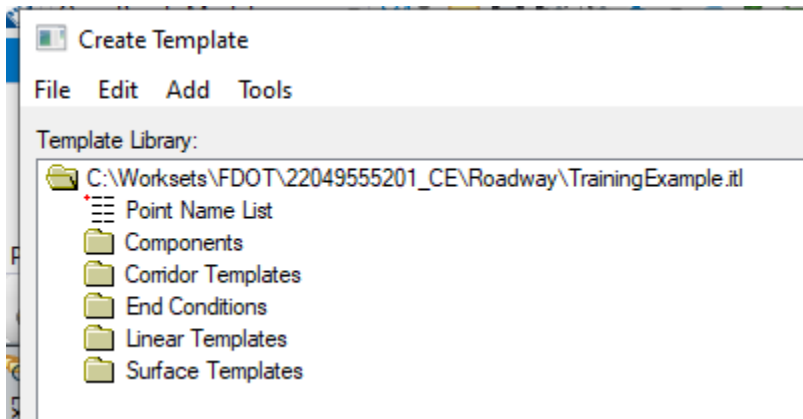 Create Template
File Edit Add Tools
Template Library:
C:\Worksets\FDOT\22049555201_CE\Roadway\TrainingExample.itl
Point Name List
Components
Corridor Templates
End Conditions
Linear Templates
Surface Templates